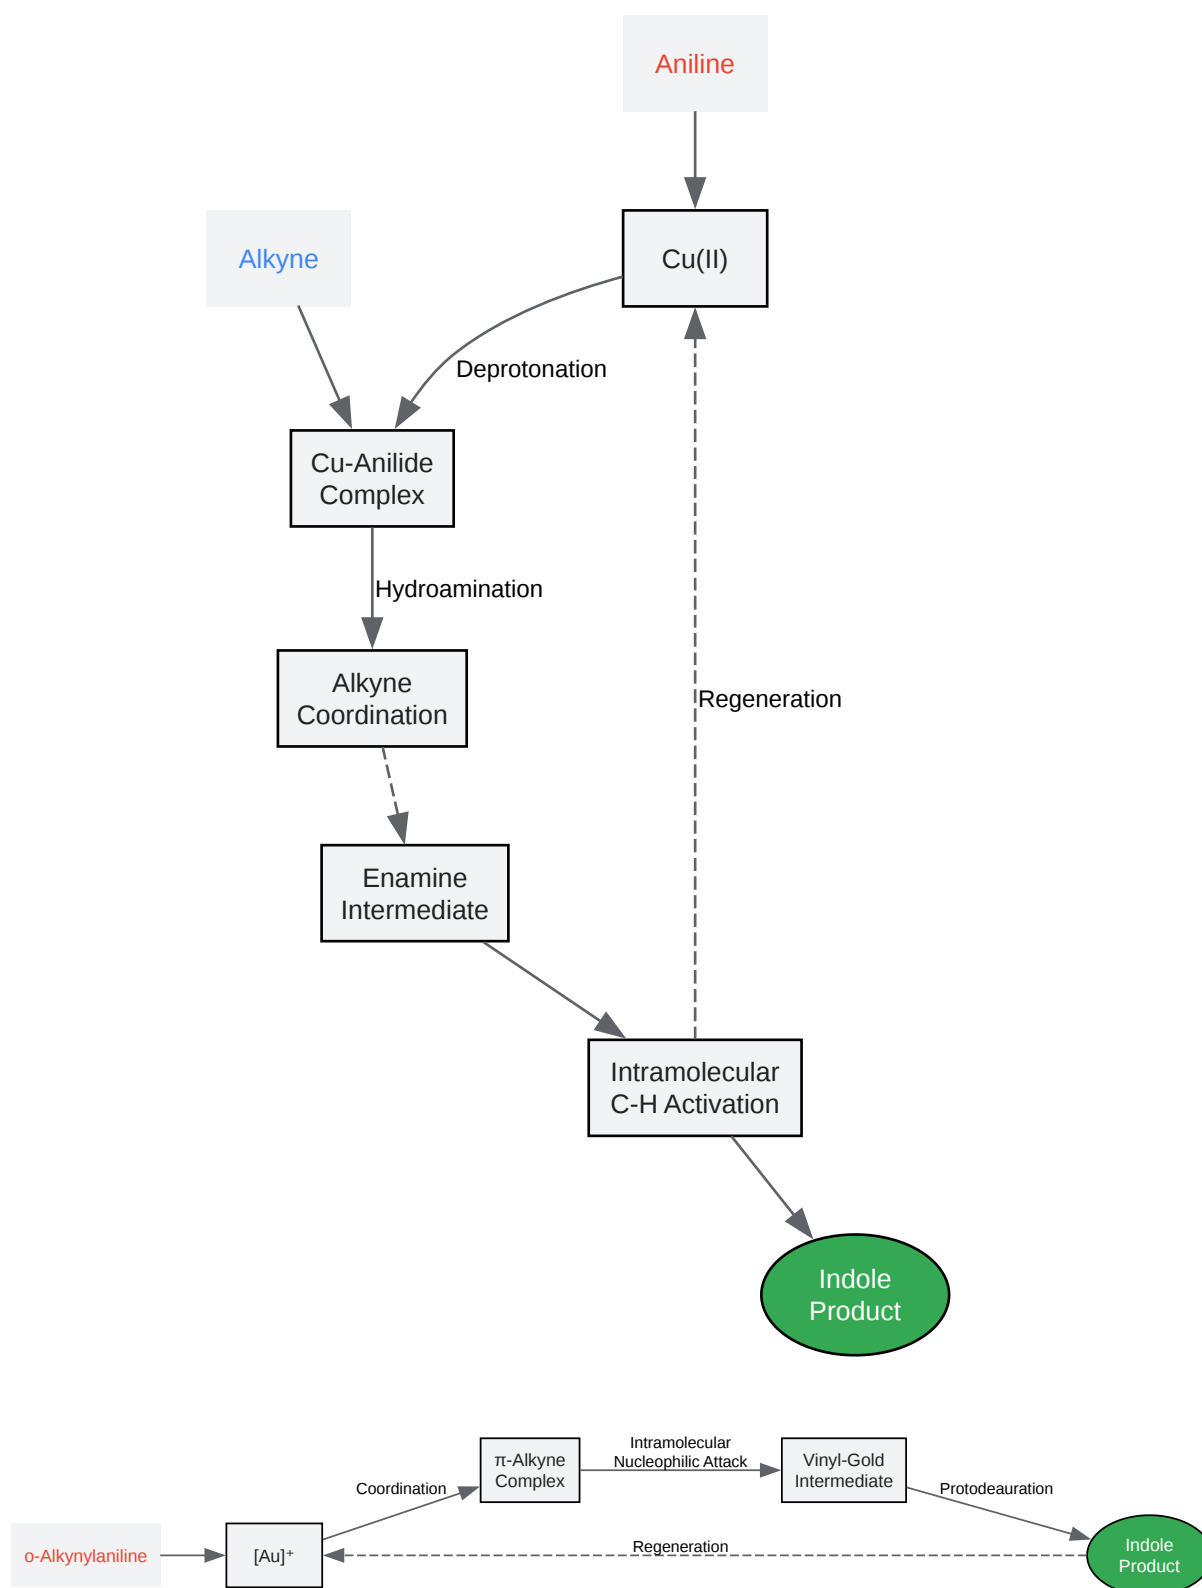 Aniline
Alkyne
Cu(II)
Deprotonation
Cu-Anilide
Complex
Hydroamination
Alkyne
Coordination
Regeneration
Enamine
Intermediate
Intramolecular
C-H Activation
Indole
Product
Intramolecular
Nucleophilic Attack
π-Alkyne
Complex
Vinyl-Gold
Intermediate
Coordination
Protodeauration
o-Alkynylaniline
[Au]⁺
Regeneration
Indole
Product